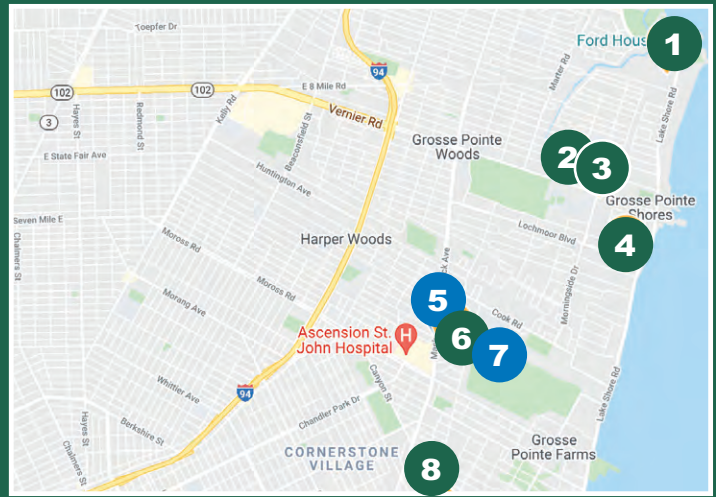 Toepfer Dr
Ford Hous
1
94
Marter Rd
102
102
E 8 Mile Rd
Lake Shore Rd
Hayes St
Redmond St
Kelly Rd
Vernier Rd
3
Beaconsfield St
Grosse Pointe
Woods
2
3
E State Fair Ave
Huntington Ave
Grosse Pointe
Shores
Seven Mile E
Chalmers St
Moross Rd
Harper Woods
Lochmoor Blvd
4
ck Ave
Moross Rd
Morningside Dr
Morang Ave
5
Cook Rd
Ascension St.
John Hospital
H
6
7
Canyon St
Whittier Ave
94
Lake Shore Rd
Chandler Park Dr
Hayes St
Berkshire St
Chalmers St
CORNERSTONE
VILLAGE
8
Grosse
Pointe Farms